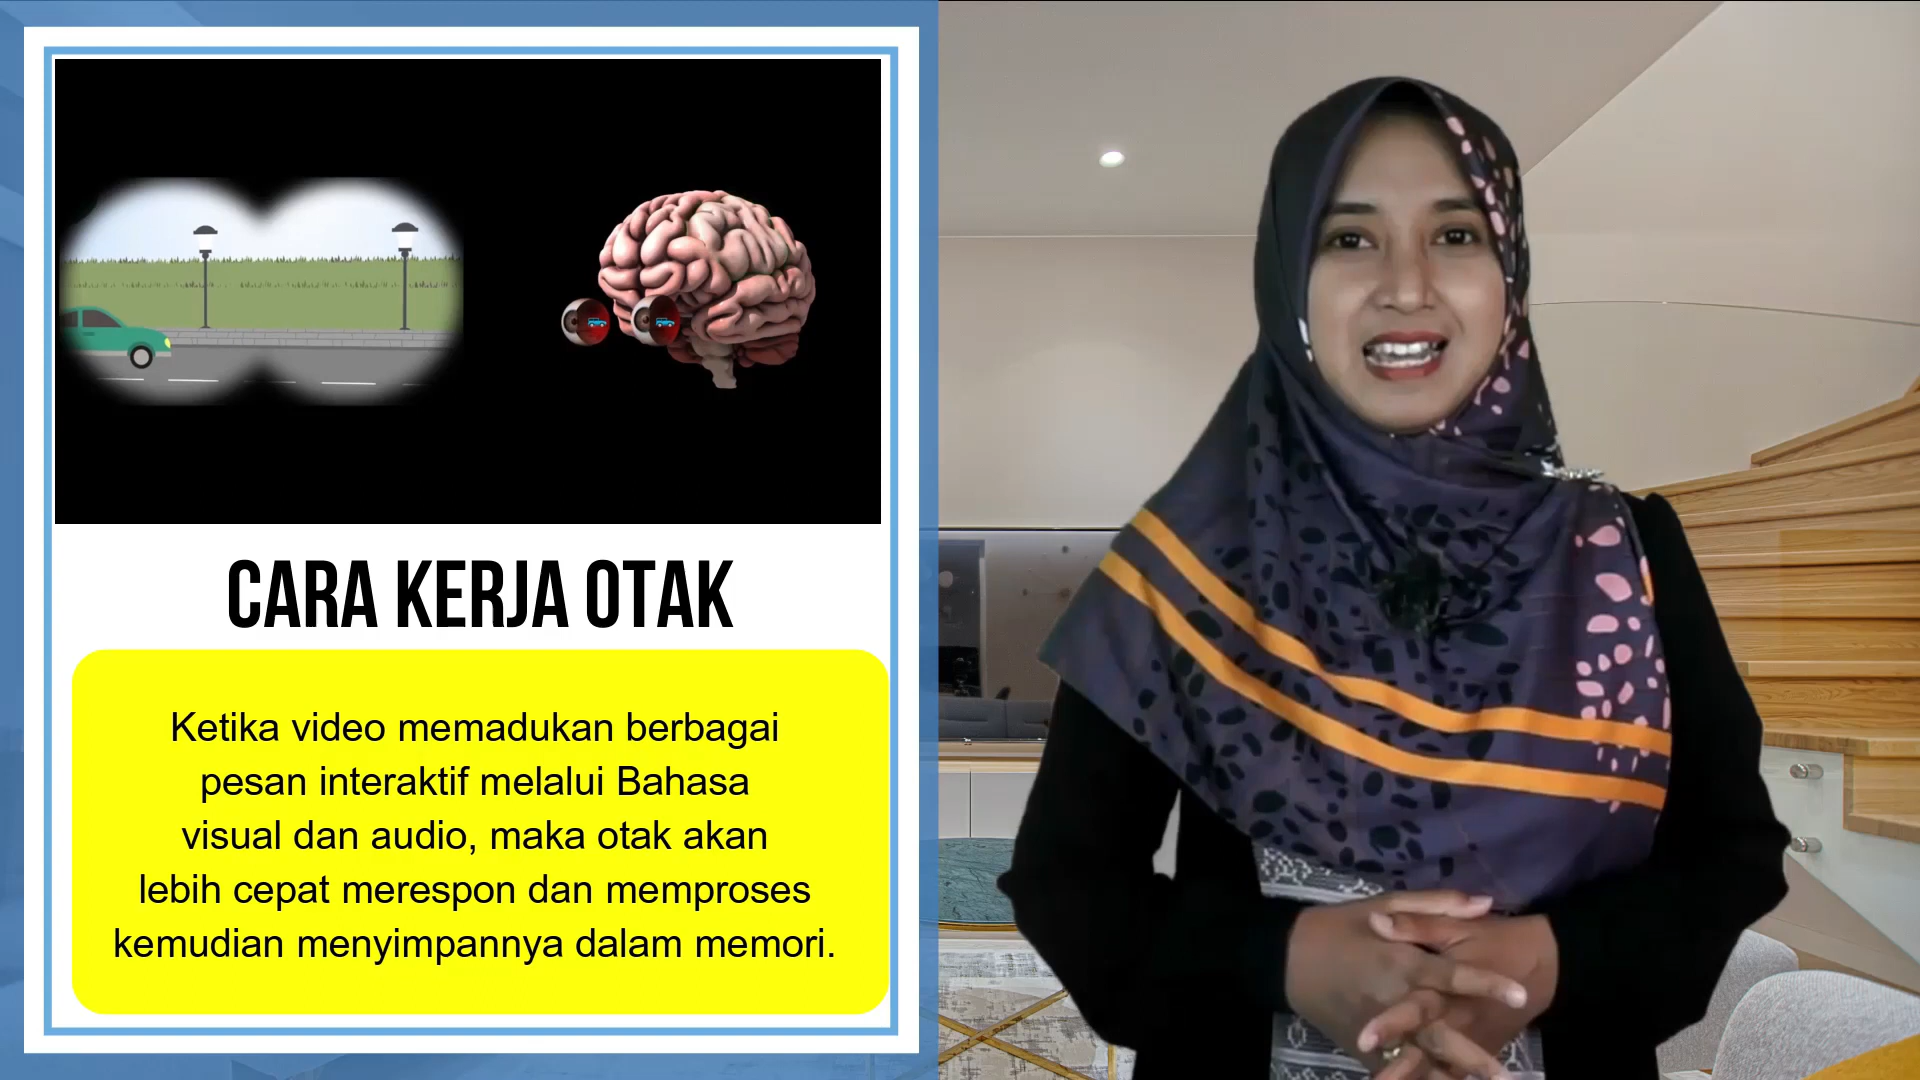 CARA KERJA OTAK
Ketika video memadukan berbagai
pesan interaktif melalui Bahasa
visual dan audio, maka otak akan
lebih cepat merespon dan memproses
kemudian menyimpannya dalam memori.